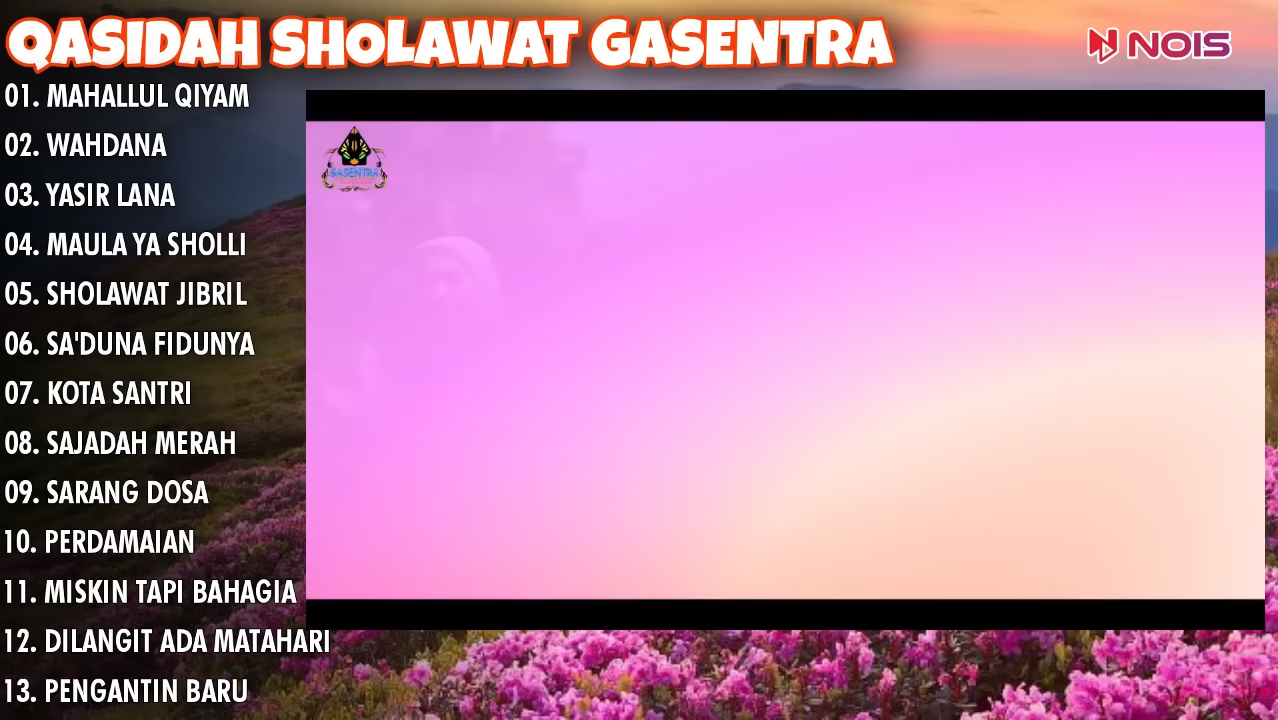 QASIDAH SHOLAWAT GASENTRA
NOIS
01. MAHALLUL QIYAM
02. WAHDANA
03. YASIR LANA
04. MAULA YA SHOLLI
05. SHOLAWAT JIBRIL
06. SA'DUNA FIDUNYA
07. KOTA SANTRI
08. SAJADAH MERAH
09. SARANG DOSA
10. PERDAMAIAN
11. MISKIN TAPI BAHAGIA
12. DILANGIT ADA MATAHARI
13. PENGANTIN BARU
GASENTRA